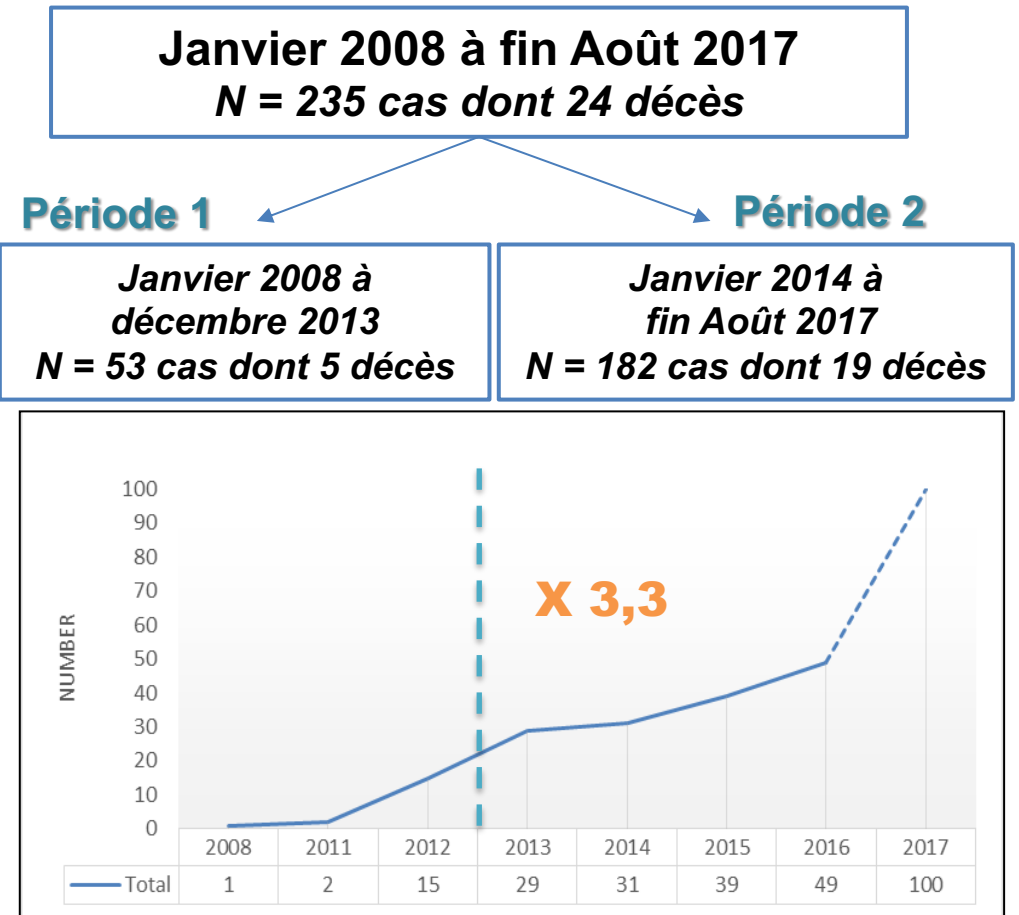 Janvier 2008 à fin Août 2017
N = 235 cas dont 24 décès
Période 1
Période 2
Janvier 2008 à
décembre 2013
N = 53 cas dont 5 décès
Janvier 2014 à
fin Août 2017
N = 182 cas dont 19 décès
100
90
80
70
60
50
40
30
20
10
0
NUMBER
X 3,3
2008 2011 2012 2013 2014 2015 2016 2017
Total 1 2 15 29 31 39 49 100